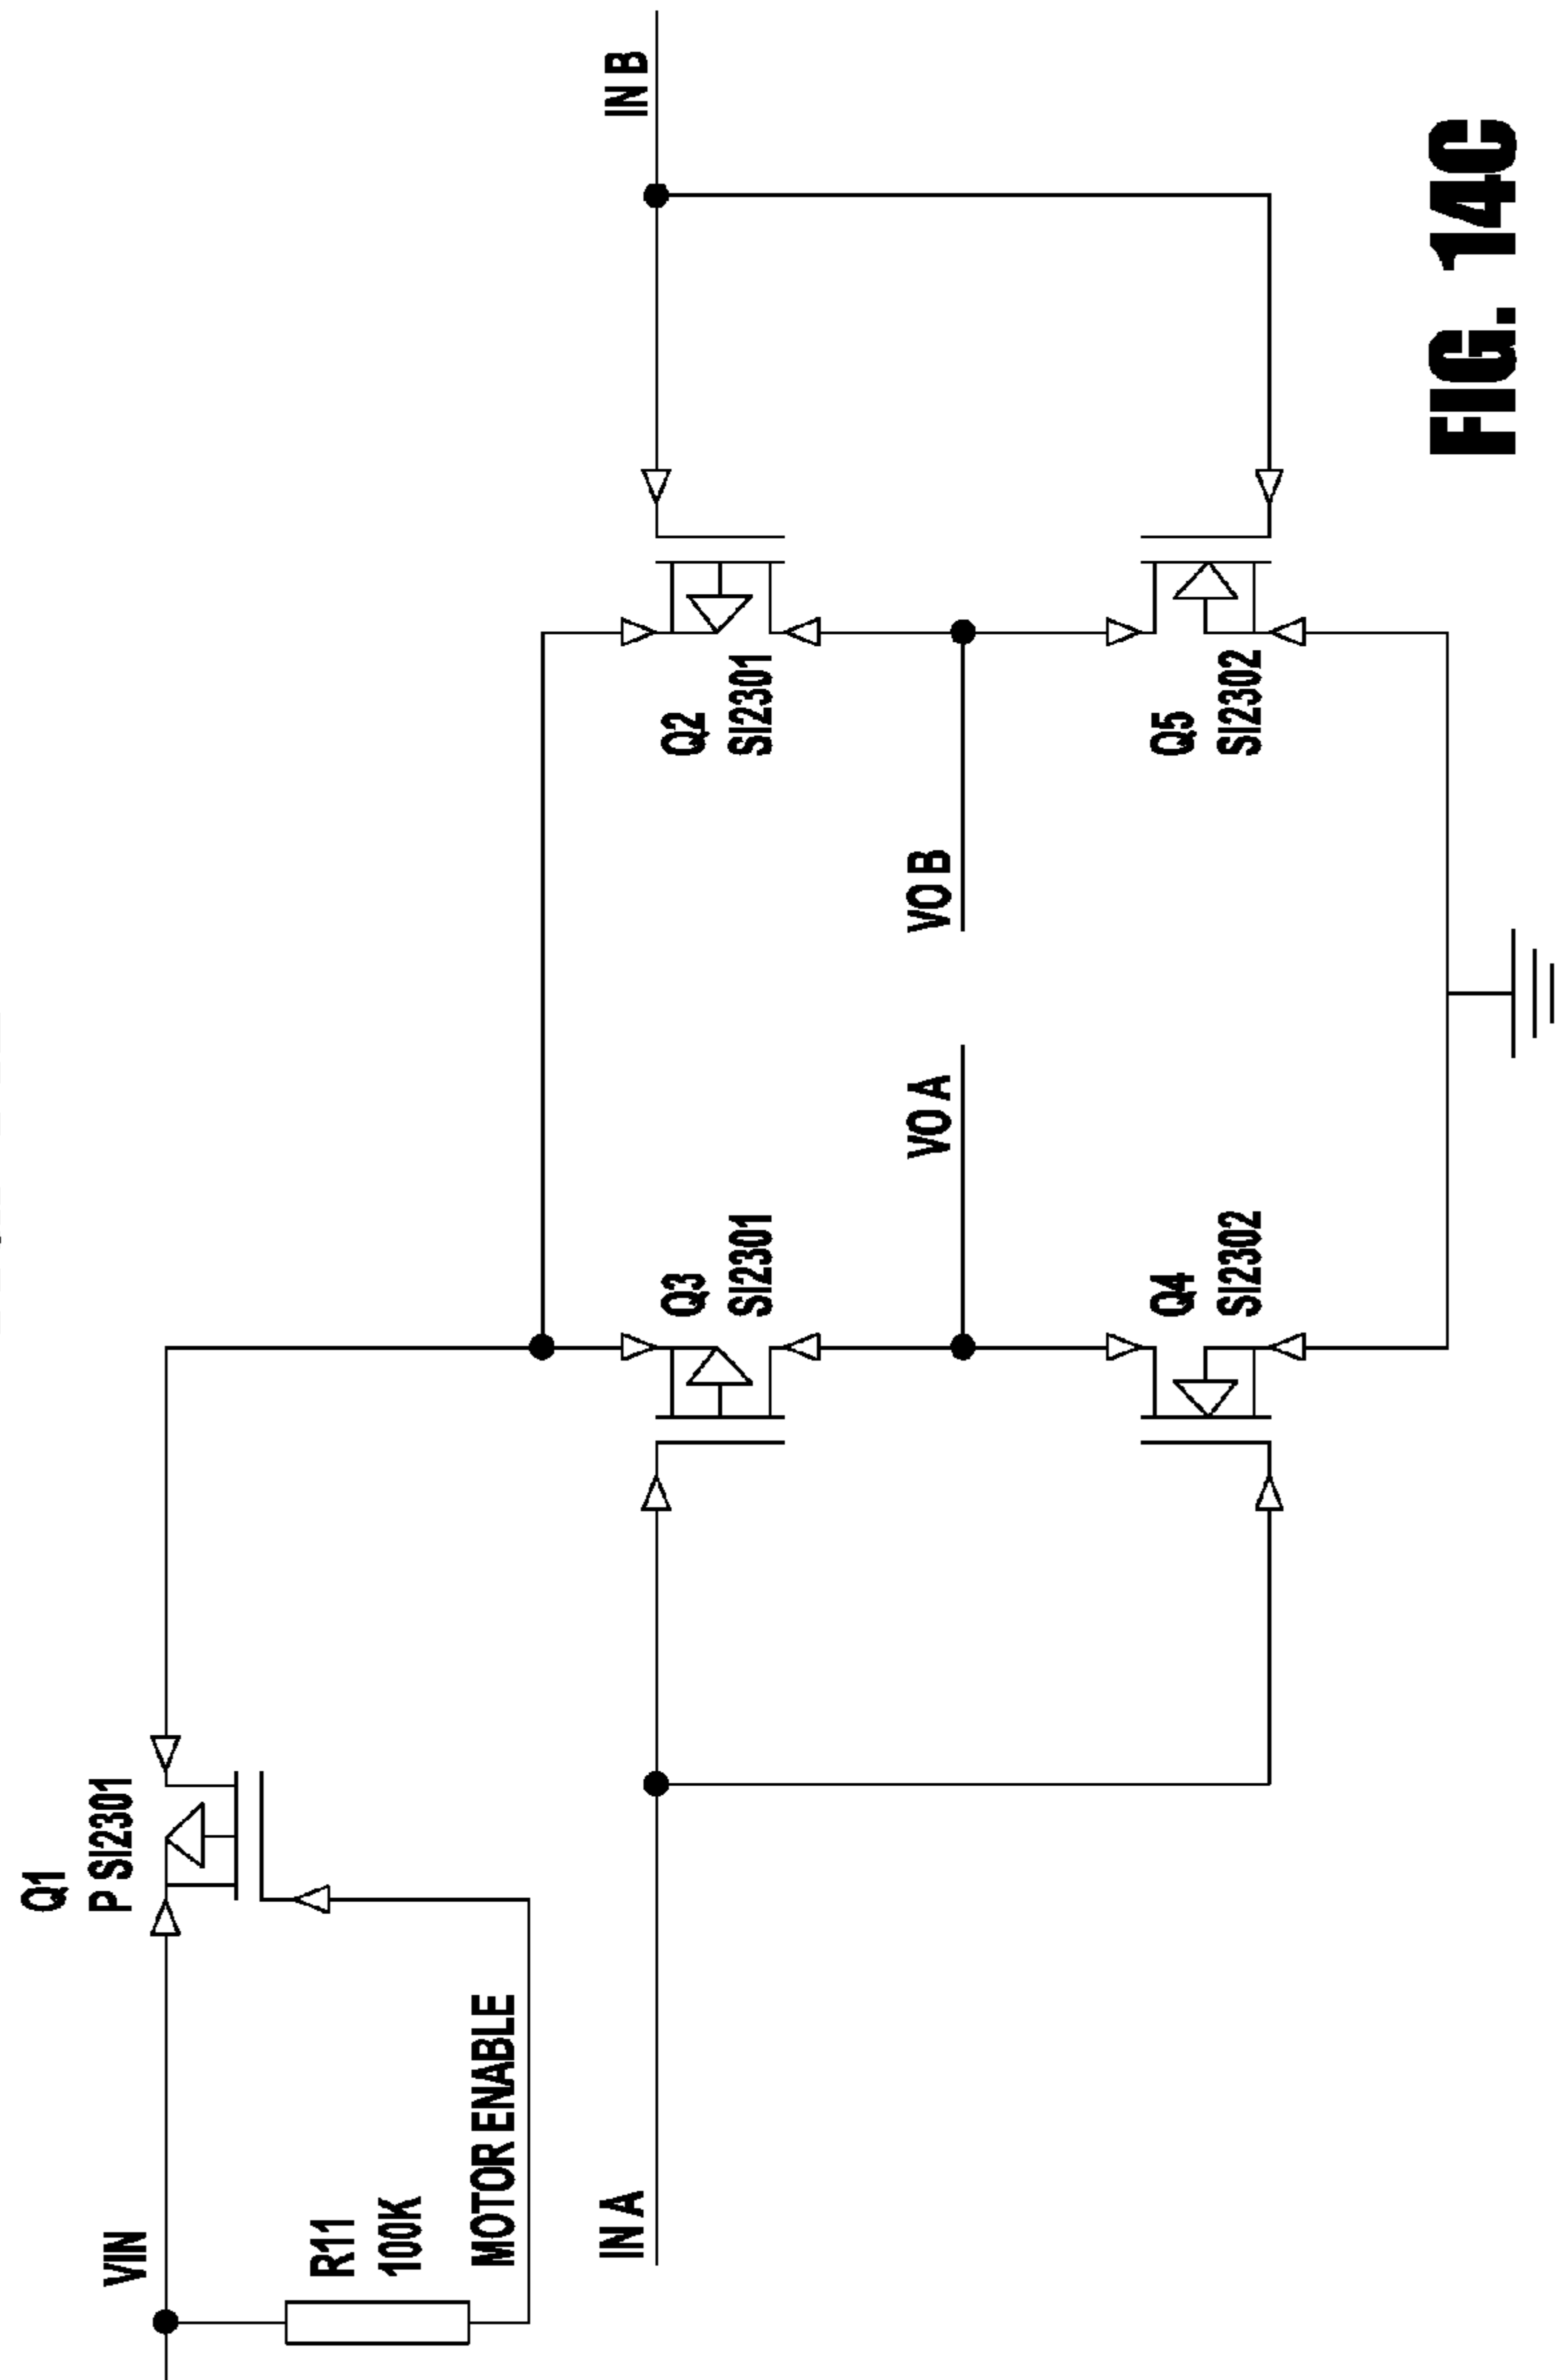 Q1
P SI2301
VIN
R11
100K
MOTOR ENABLE
IN A
IN B
Q3
SI2301
Q2
SI2301
VO A
VO B
Q4
SI2302
Q5
SI2302
FIG. 14C